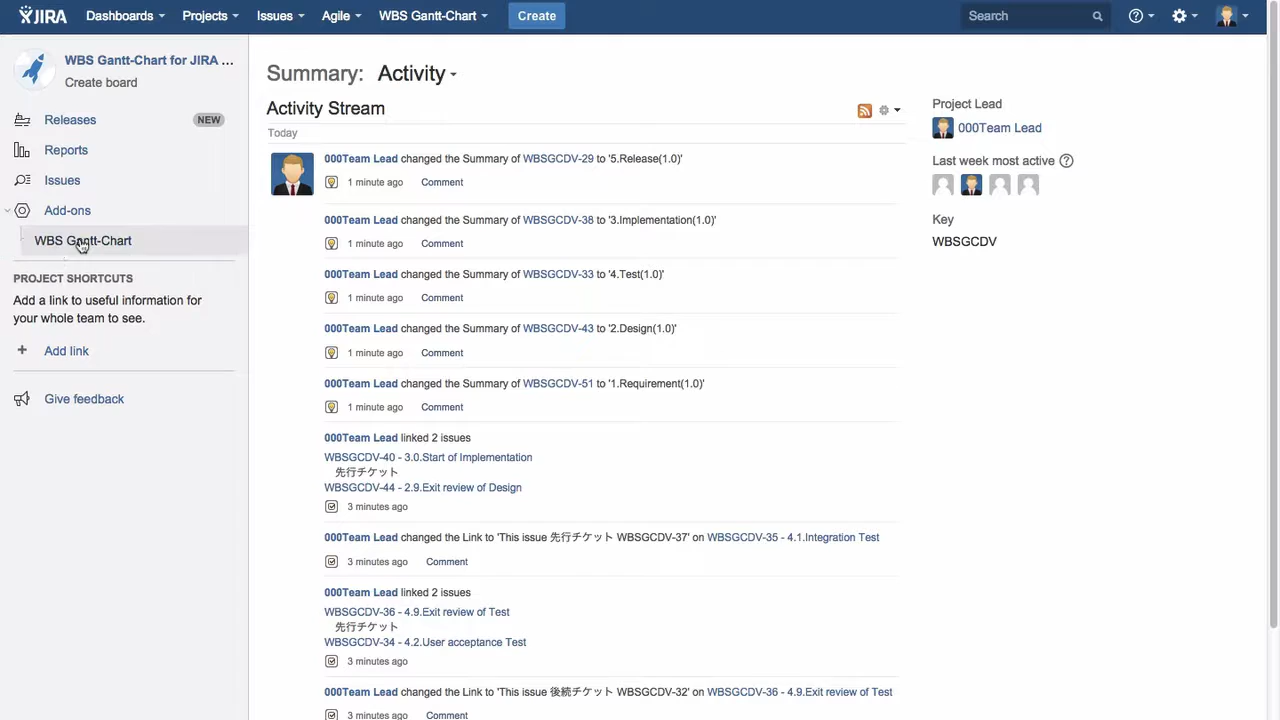 JIRA Dashboards Projects Issues Agile WBS Gantt-Chart Create Search
WBS Gantt-Chart for JIRA ...
Create board
Releases NEW
Reports
Issues
Add-ons
WBS Gantt-Chart
PROJECT SHORTCUTS
Add a link to useful information for
your whole team to see.
Add link
Give feedback
Summary: Activity
Activity Stream
Today
000Team Lead changed the Summary of WBSGCDV-29 to '5.Release(1.0)'
1 minute ago Comment
000Team Lead changed the Summary of WBSGCDV-38 to '3.Implementation(1.0)'
1 minute ago Comment
000Team Lead changed the Summary of WBSGCDV-33 to '4.Test(1.0)'
1 minute ago Comment
000Team Lead changed the Summary of WBSGCDV-43 to '2.Design(1.0)'
1 minute ago Comment
000Team Lead changed the Summary of WBSGCDV-51 to '1.Requirement(1.0)'
1 minute ago Comment
000Team Lead linked 2 issues
WBSGCDV-40 - 3.0.Start of Implementation
先行チケット
WBSGCDV-44 - 2.9.Exit review of Design
3 minutes ago
000Team Lead changed the Link to 'This issue 先行チケット WBSGCDV-37' on WBSGCDV-35 - 4.1.Integration Test
3 minutes ago Comment
000Team Lead linked 2 issues
WBSGCDV-36 - 4.9.Exit review of Test
先行チケット
WBSGCDV-34 - 4.2.User acceptance Test
3 minutes ago
000Team Lead changed the Link to 'This issue 後続チケット WBSGCDV-32' on WBSGCDV-36 - 4.9.Exit review of Test
3 minutes ago Comment
Project Lead
000Team Lead
Last week most active
Key
WBSGCDV